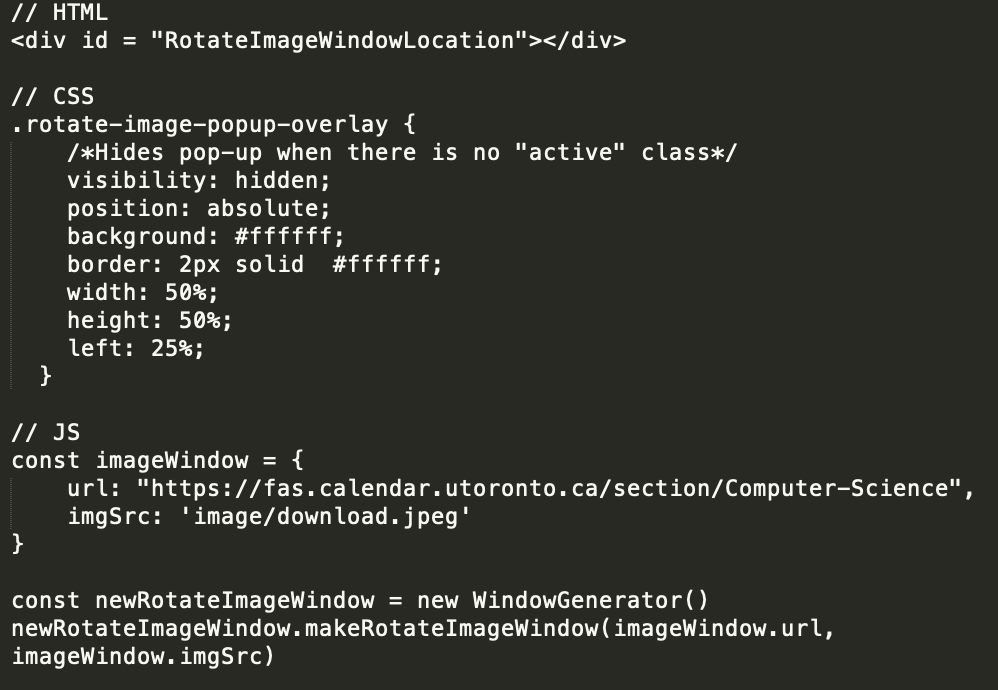 // HTML
<div id = "RotateImageWindowLocation"></div>
// CSS
.rotate-image-popup-overlay {
/*Hides pop-up when there is no "active" class*/
visibility: hidden;
position: absolute;
background: #ffffff;
border: 2px solid  #ffffff;
width: 50%;
height: 50%;
left: 25%;
}
// JS
const imageWindow = {
url: "https://fas.calendar.utoronto.ca/section/Computer-Science",
imgSrc: 'image/download.jpeg'
}
const newRotateImageWindow = new WindowGenerator()
newRotateImageWindow.makeRotateImageWindow(imageWindow.url,
imageWindow.imgSrc)